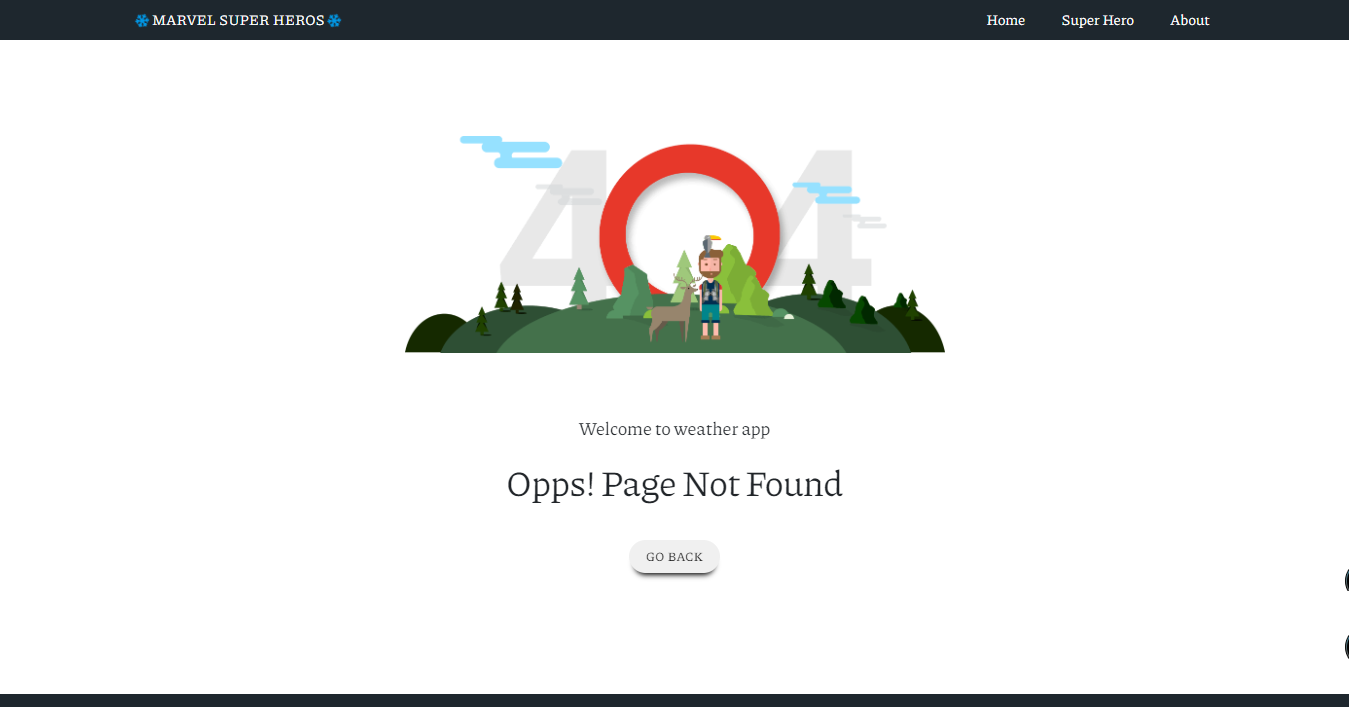 ❄MARVEL SUPER HEROS❄
Home
Super Hero
About
404
Welcome to weather app
Opps! Page Not Found
GO BACK